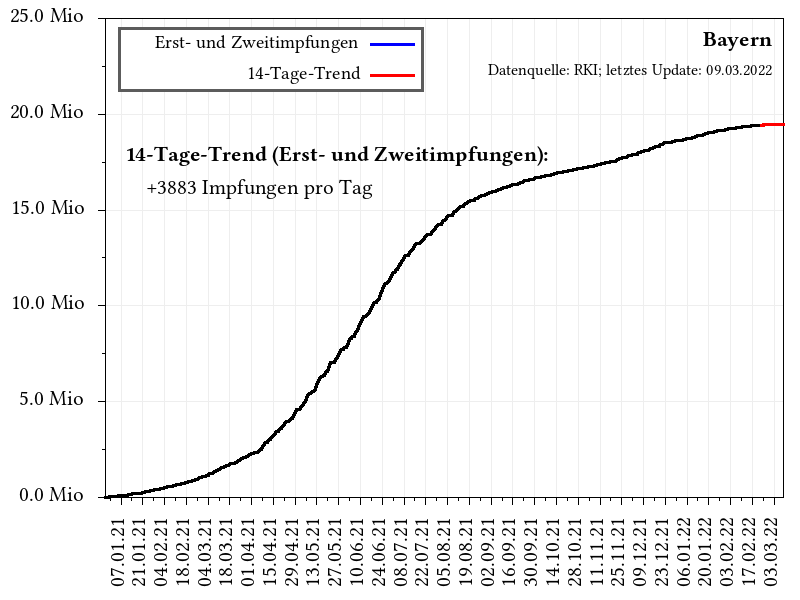 25.0 Mio
20.0 Mio
15.0 Mio
10.0 Mio
5.0 Mio
0.0 Mio
Erst- und Zweitimpfungen
14-Tage-Trend
Bayern
Datenquelle: RKI; letztes Update: 09.03.2022
14-Tage-Trend (Erst- und Zweitimpfungen):
+3883 Impfungen pro Tag
07.01.21
21.01.21
04.02.21
18.02.21
04.03.21
18.03.21
01.04.21
15.04.21
29.04.21
13.05.21
27.05.21
10.06.21
24.06.21
08.07.21
22.07.21
05.08.21
19.08.21
02.09.21
16.09.21
30.09.21
14.10.21
28.10.21
11.11.21
25.11.21
09.12.21
23.12.21
06.01.22
20.01.22
03.02.22
17.02.22
03.03.22